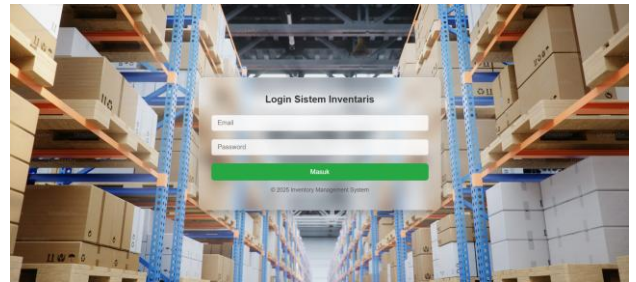 Login Sistem Inventaris
Email
Password
Masuk
© 2025 Inventory Management System